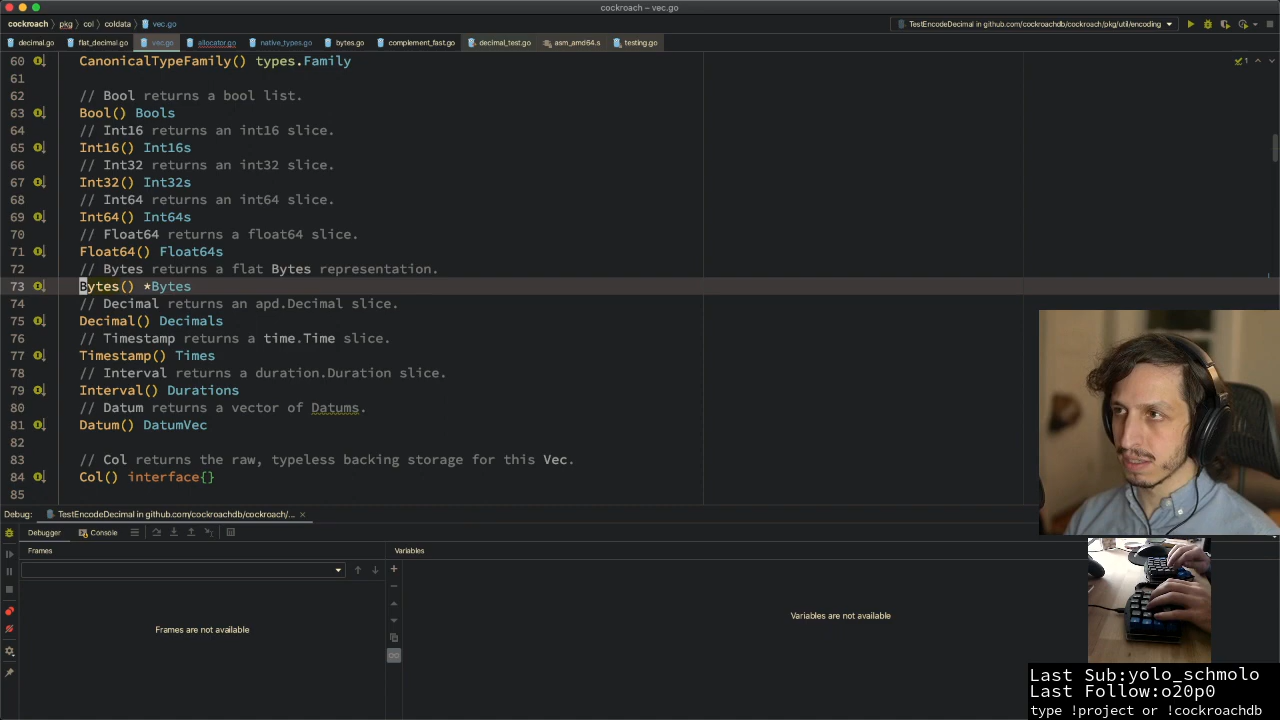 cockroach – vec.go
cockroach › pkg › col › coldata › vec.go
TestEncodeDecimal in github.com/cockroachdb/cockroach/pkg/util/encoding
decimal.go flat_decimal.go vec.go allocator.go native_types.go bytes.go complement_fast.go decimal_test.go asm_amd64.s testing.go
60 CanonicalTypeFamily() types.Family
1
61
62 // Bool returns a bool list.
63 Bool() Bools
64 // Int16 returns an int16 slice.
65 Int16() Int16s
66 // Int32 returns an int32 slice.
67 Int32() Int32s
68 // Int64 returns an int64 slice.
69 Int64() Int64s
70 // Float64 returns a float64 slice.
71 Float64() Float64s
72 // Bytes returns a flat Bytes representation.
73 Bytes() *Bytes
74 // Decimal returns an apd.Decimal slice.
75 Decimal() Decimals
76 // Timestamp returns a time.Time slice.
77 Timestamp() Times
78 // Interval returns a duration.Duration slice.
79 Interval() Durations
80 // Datum returns a vector of Datums.
81 Datum() DatumVec
82
83 // Col returns the raw, typeless backing storage for this Vec.
84 Col() interface{}
85
Debug: TestEncodeDecimal in github.com/cockroachdb/cockroach/...
Debugger Console
Frames Variables
Frames are not available
Variables are not available
Last Sub:yolo_schmolo
Last Follow:o20p0
type !project or !cockroachdb